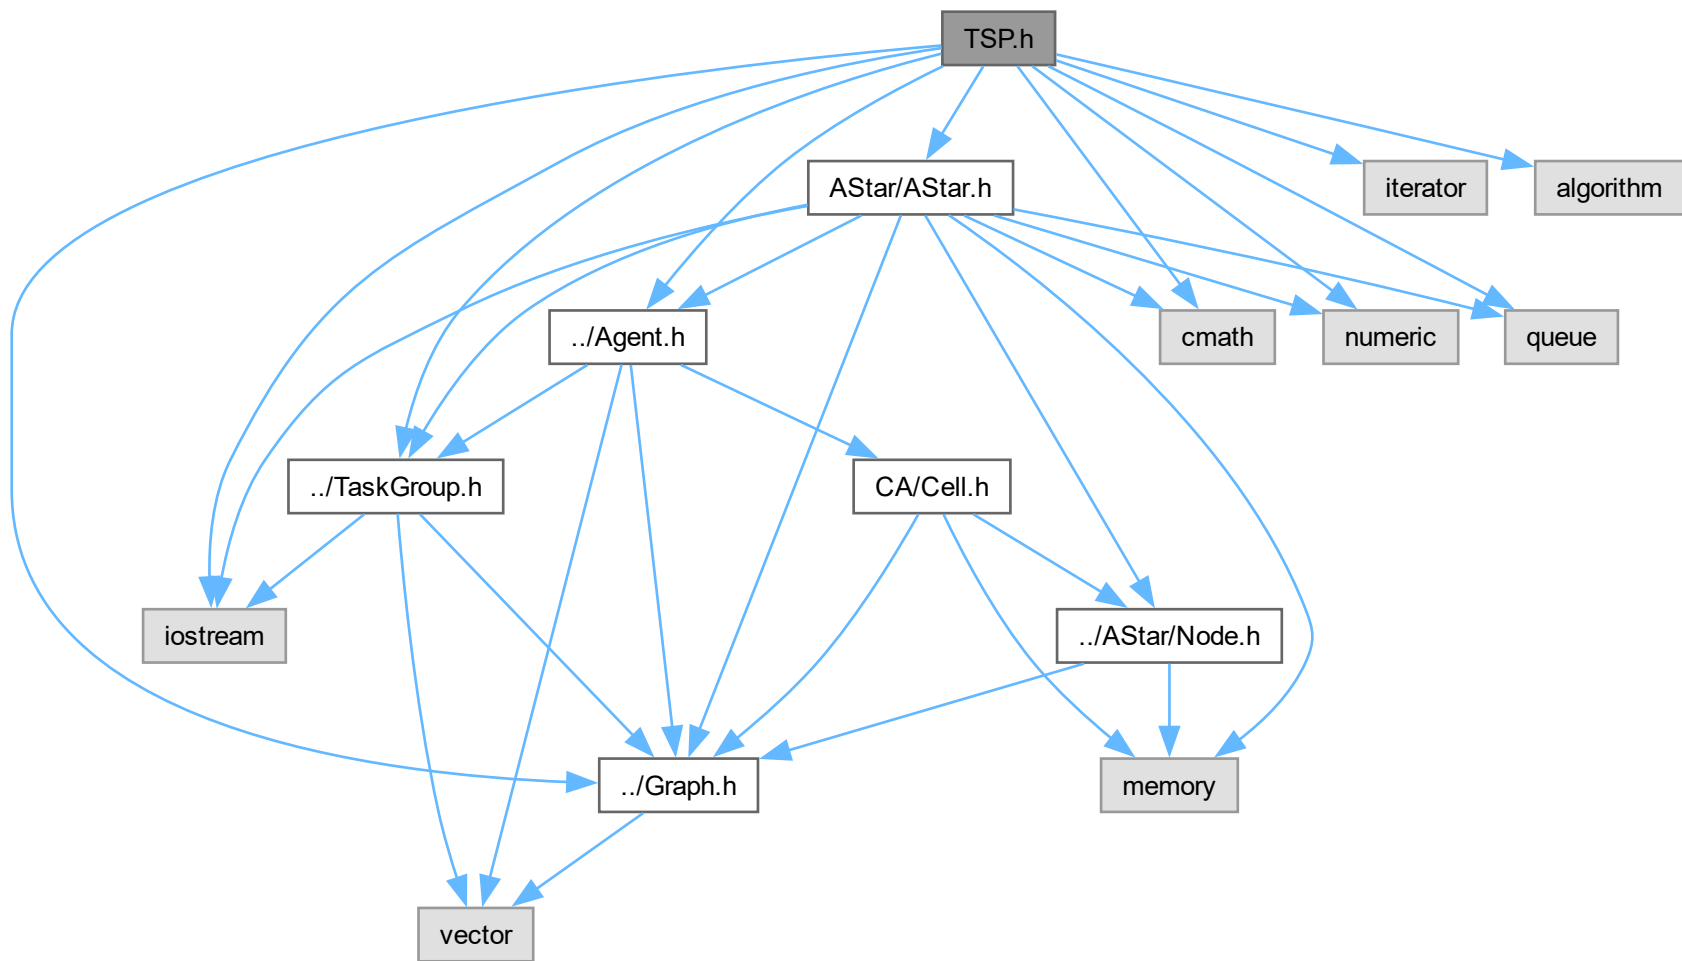 TSP.h
AStar/AStar.h
iterator
algorithm
../Agent.h
cmath
numeric
queue
../TaskGroup.h
CA/Cell.h
iostream
../AStar/Node.h
../Graph.h
memory
vector